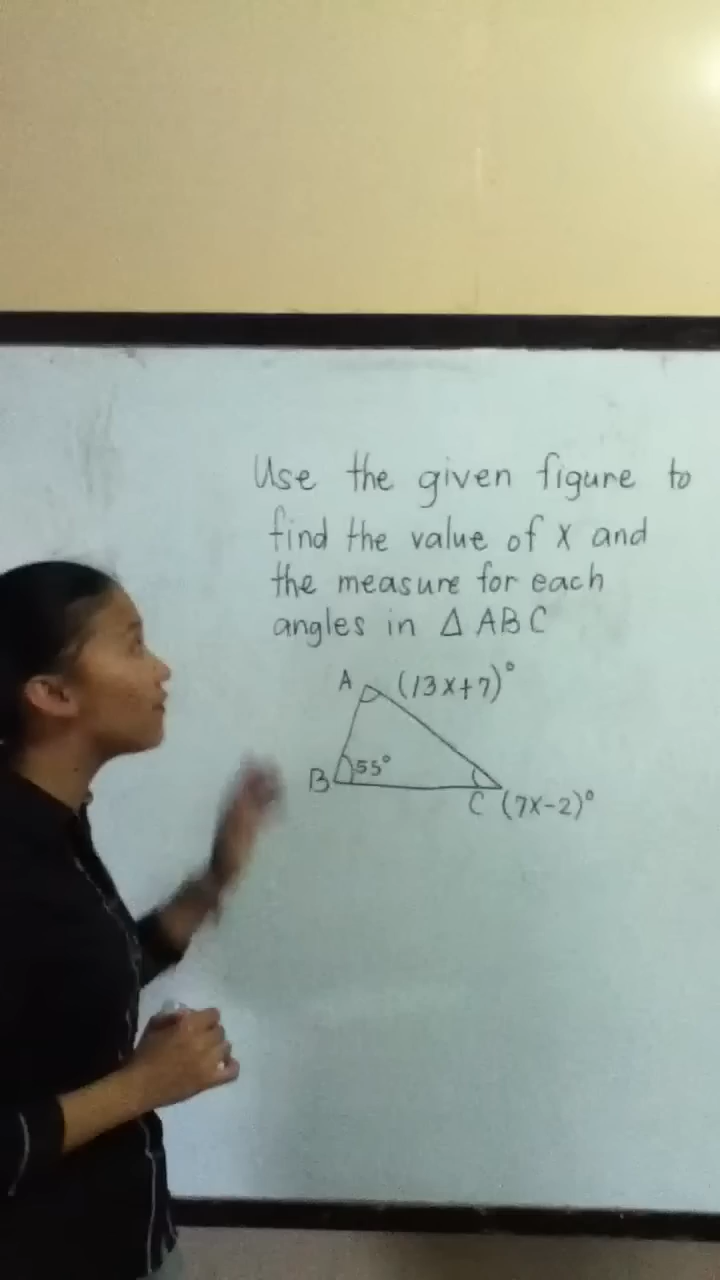 Use the given figure to
find the value of x and
the measure for each
angles in △ ABC
A (13x+7)°
B 55°
C (7x-2)°